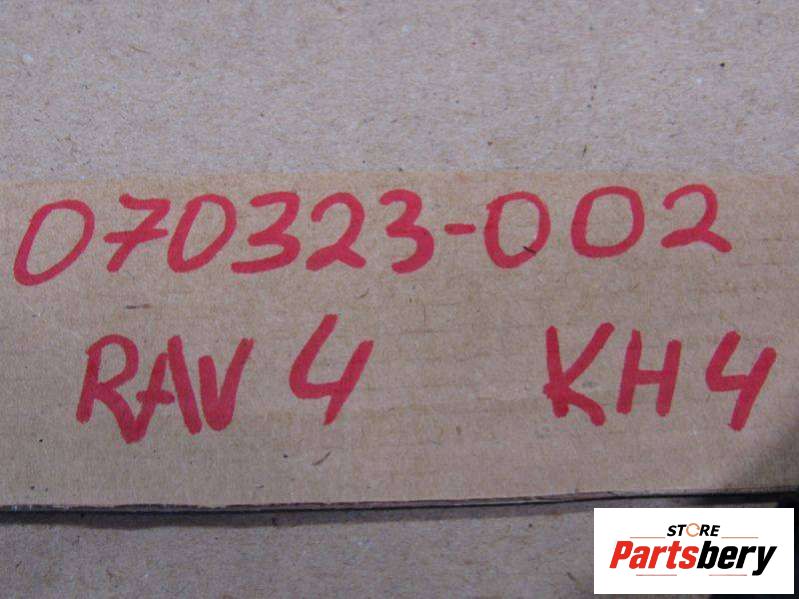 070323-002
RAV 4 KH4
STORE
Partsbery